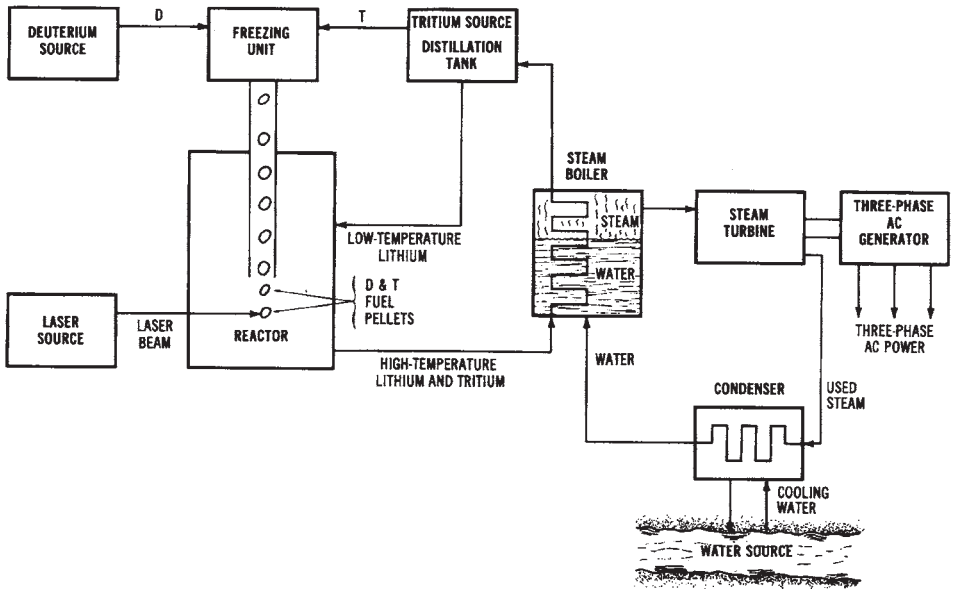 D
T
DEUTERIUM
SOURCE
FREEZING
UNIT
TRITIUM SOURCE
DISTILLATION
TANK
STEAM
BOILER
STEAM
WATER
STEAM
TURBINE
THREE-PHASE
AC
GENERATOR
LOW-TEMPERATURE
LITHIUM
D & T
FUEL
PELLETS
LASER
SOURCE
LASER
BEAM
REACTOR
HIGH-TEMPERATURE
LITHIUM AND TRITIUM
WATER
THREE-PHASE
AC POWER
CONDENSER
USED
STEAM
COOLING
WATER
WATER SOURCE